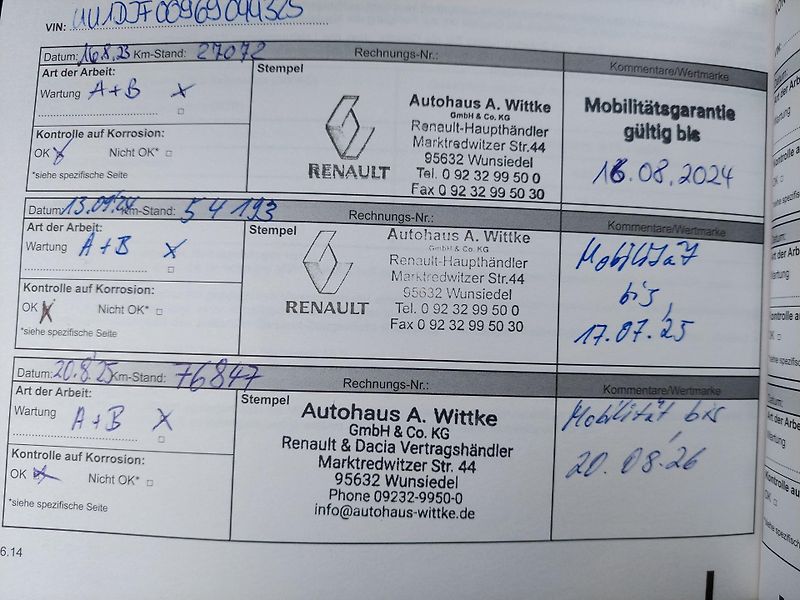 VIN: UU1DJF00969044325
Datum: 16.8.23 Km-Stand: 27072 Rechnungs-Nr.: Kommentare/Wertmarke
Art der Arbeit:
Wartung A+B X
Kontrolle auf Korrosion:
OK X Nicht OK* □
*siehe spezifische Seite
Stempel
RENAULT
Autohaus A. Wittke
GmbH & Co. KG
Renault-Haupthändler
Marktredwitzer Str.44
95632 Wunsiedel
Tel. 0 92 32 99 50 0
Fax 0 92 32 99 50 30
Mobilitätsgarantie
gültig bis
16.08.2024
Datum: 13.09.24 Km-Stand: 54193 Rechnungs-Nr.: Kommentare/Wertmarke
Art der Arbeit:
Wartung A+B X
Kontrolle auf Korrosion:
OK X Nicht OK* □
*siehe spezifische Seite
Stempel
RENAULT
Autohaus A. Wittke
GmbH & Co. KG
Renault-Haupthändler
Marktredwitzer Str.44
95632 Wunsiedel
Tel. 0 92 32 99 50 0
Fax 0 92 32 99 50 30
Mobilität
bis
17.07.25
Datum: 20.8.25 Km-Stand: 76847 Rechnungs-Nr.: Kommentare/Wertmarke
Art der Arbeit:
Wartung A+B X
Kontrolle auf Korrosion:
OK X Nicht OK* □
*siehe spezifische Seite
Stempel
Autohaus A. Wittke
GmbH & Co. KG
Renault & Dacia Vertragshändler
Marktredwitzer Str. 44
95632 Wunsiedel
Phone 09232-9950-0
info@autohaus-wittke.de
Mobilität bis
20.08.26
6.14